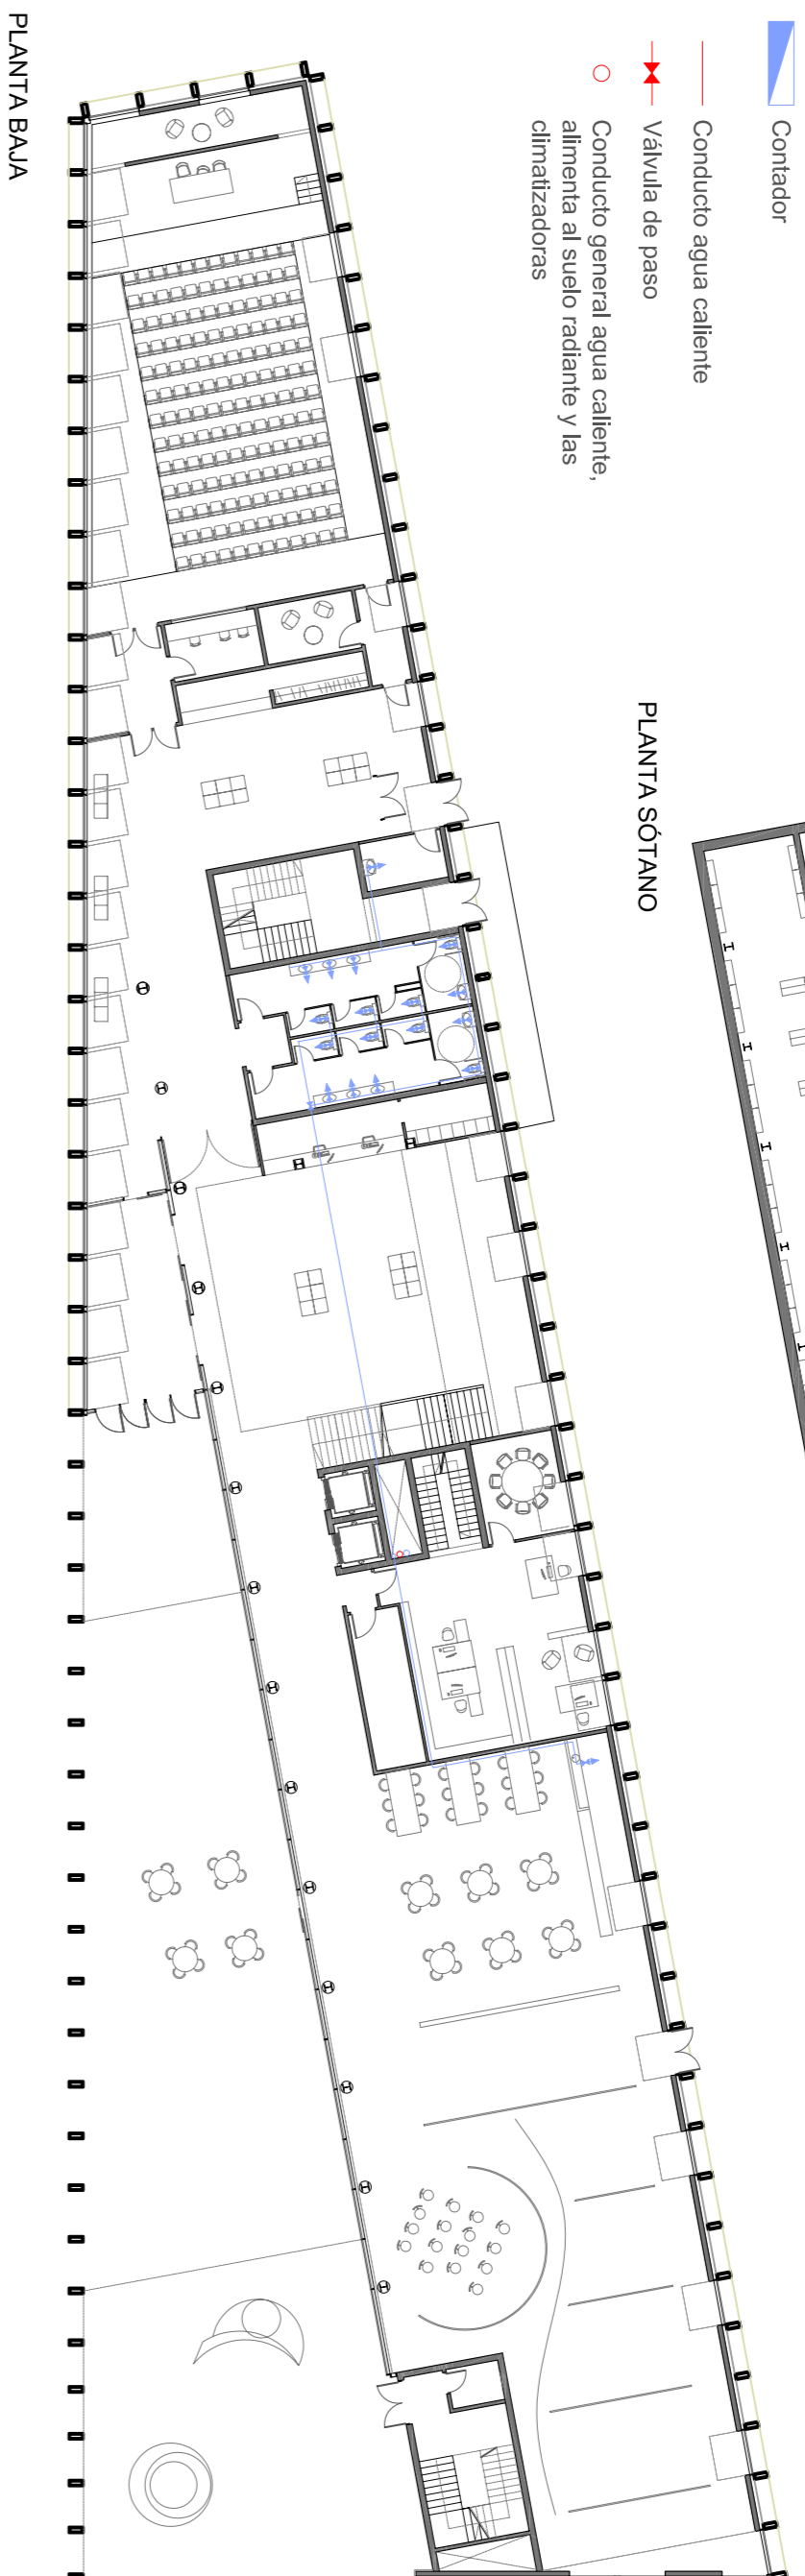 Contador
Conducto agua caliente
Válvula de paso
Conducto general agua caliente,
alimenta al suelo radiante y las
climatizadoras
PLANTA SÓTANO
PLANTA BAJA